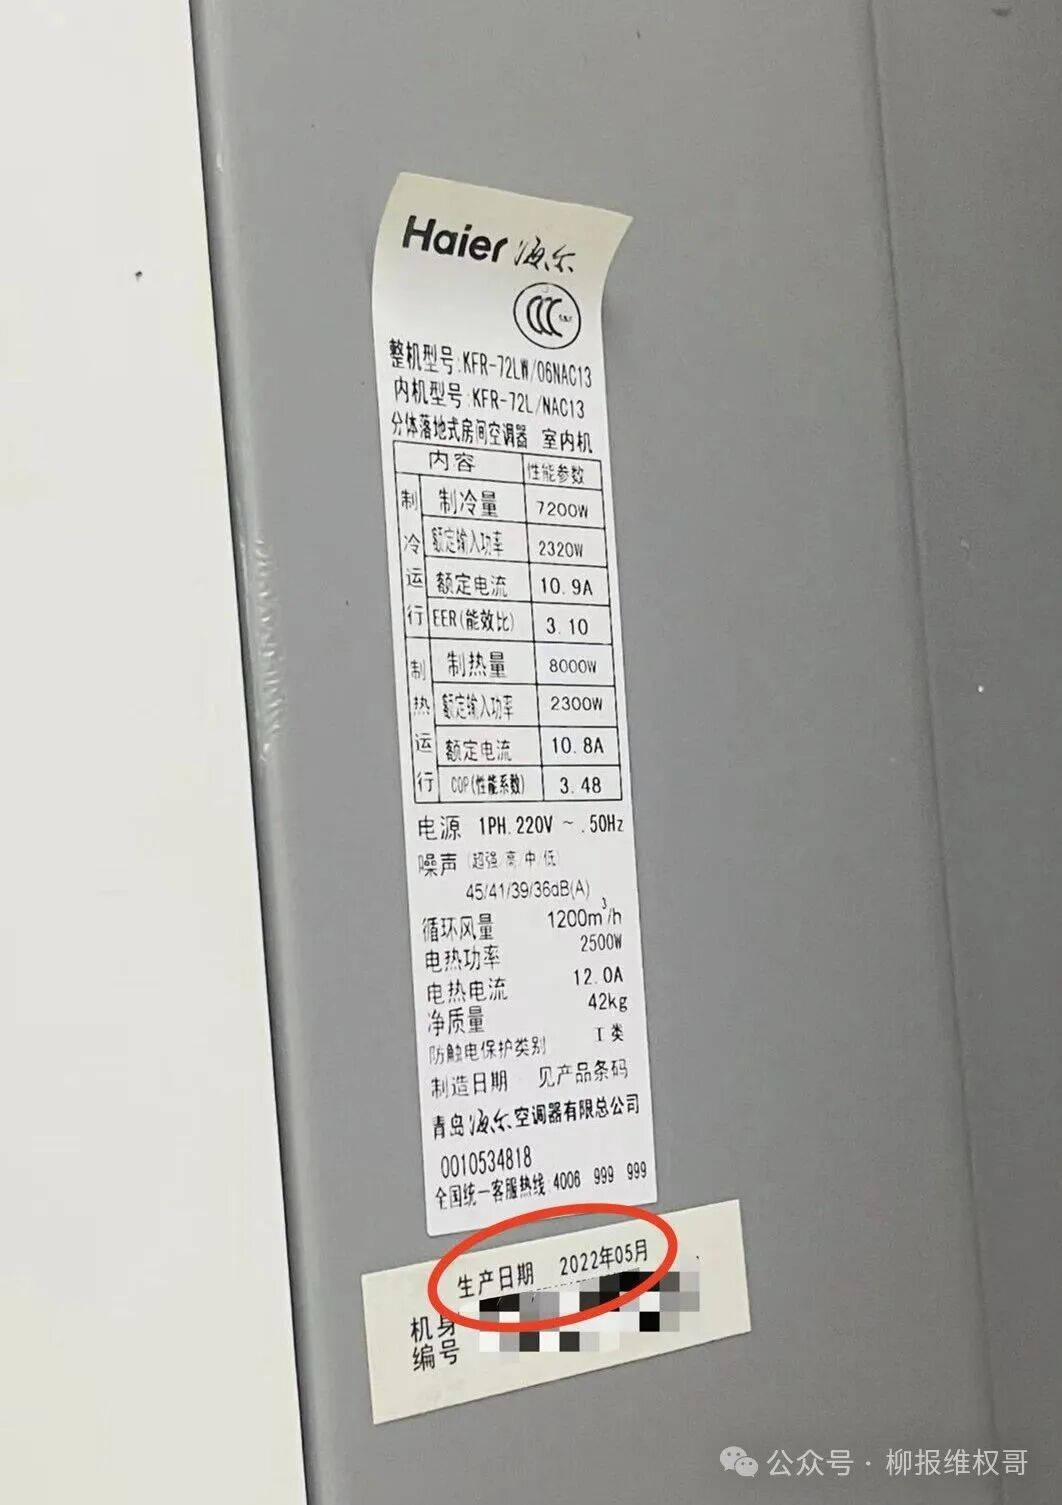 Haier 海尔
CCC
整机型号:KFR-72LW/06NAC13
内机型号:KFR-72L/NAC13
分体落地式房间空调器 室内机
内容 性能参数
制冷运行
制冷量 7200W
额定输入功率 2320W
额定电流 10.9A
EER(能效比) 3.10
制热运行
制热量 8000W
额定输入功率 2300W
额定电流 10.8A
COP(性能系数) 3.48
电源 1PH.220V ~.50Hz
噪声(超强/高/中/低)
45/41/39/36dB(A)
循环风量 1200m³/h
电热功率 2500W
电热电流 12.0A
净质量 42kg
防触电保护类别 I类
制造日期 见产品条码
青岛海尔空调器有限总公司
0010534818
全国统一客服热线:4006 999 999
生产日期 2022年05月
机身
编号
公众号·柳报维权哥